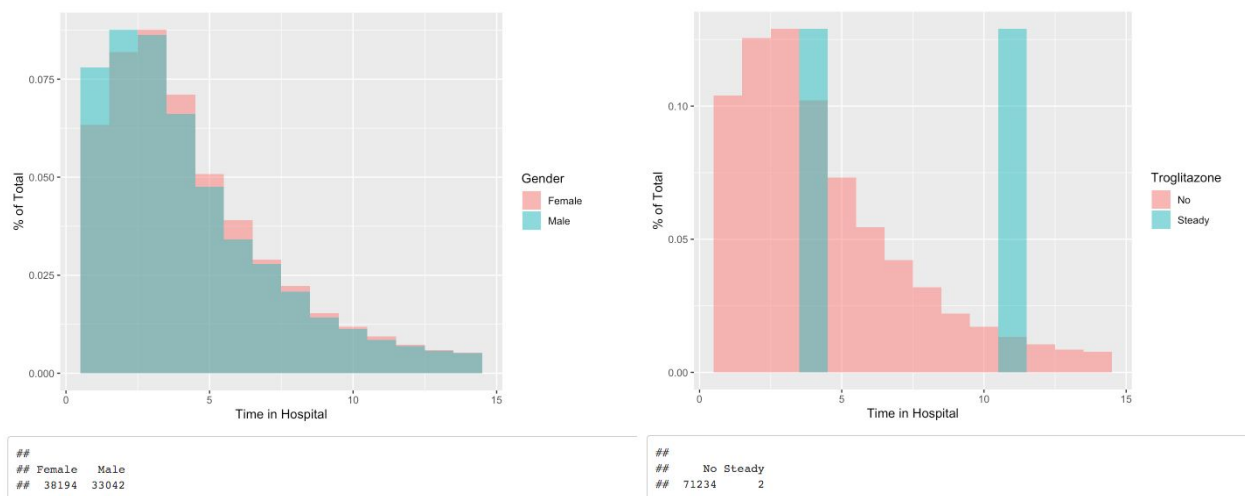 % of Total
0.075
0.050
0.025
0.000
0
5
10
15
Time in Hospital
Gender
Female
Male
##
## Female   Male
##  38194  33042
% of Total
0.10
0.05
0.00
0
5
10
15
Time in Hospital
Troglitazone
No
Steady
##
##     No Steady
##  71234      2